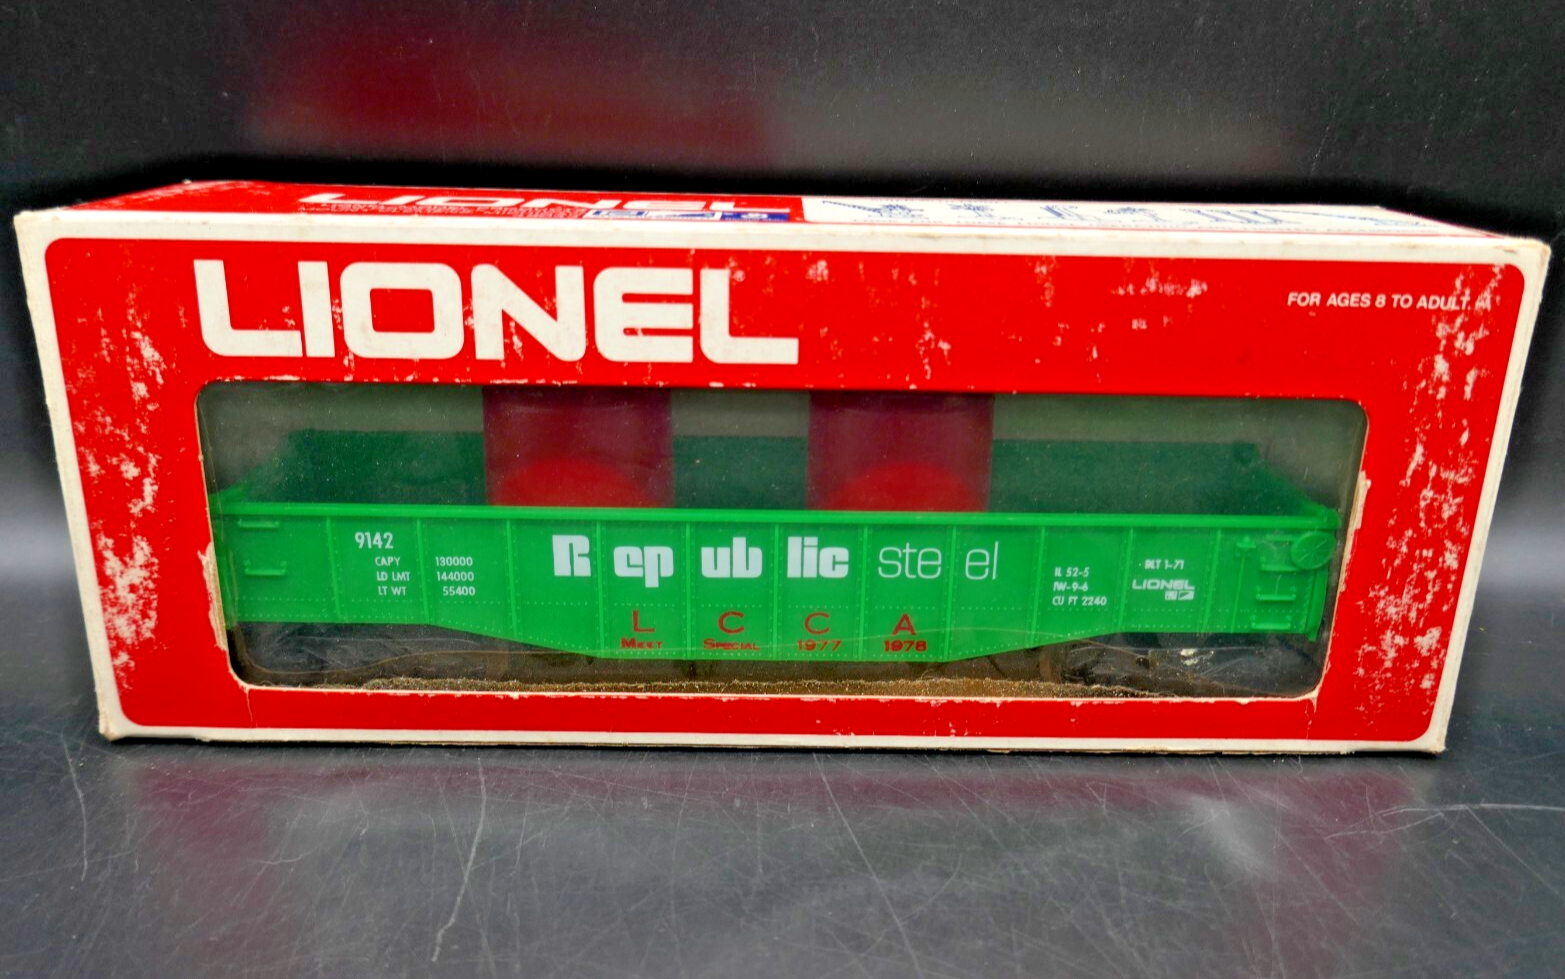 LIONEL
LIONEL
FOR AGES 8 TO ADULT
9142
CAPY 130000
LD LMT 144000
LT WT 55400
Republic steel
L C C A
MEET SPECIAL 1977 1978
IL 52-5
IW-9-6
CU FT 2240
BLT 1-71
LIONEL